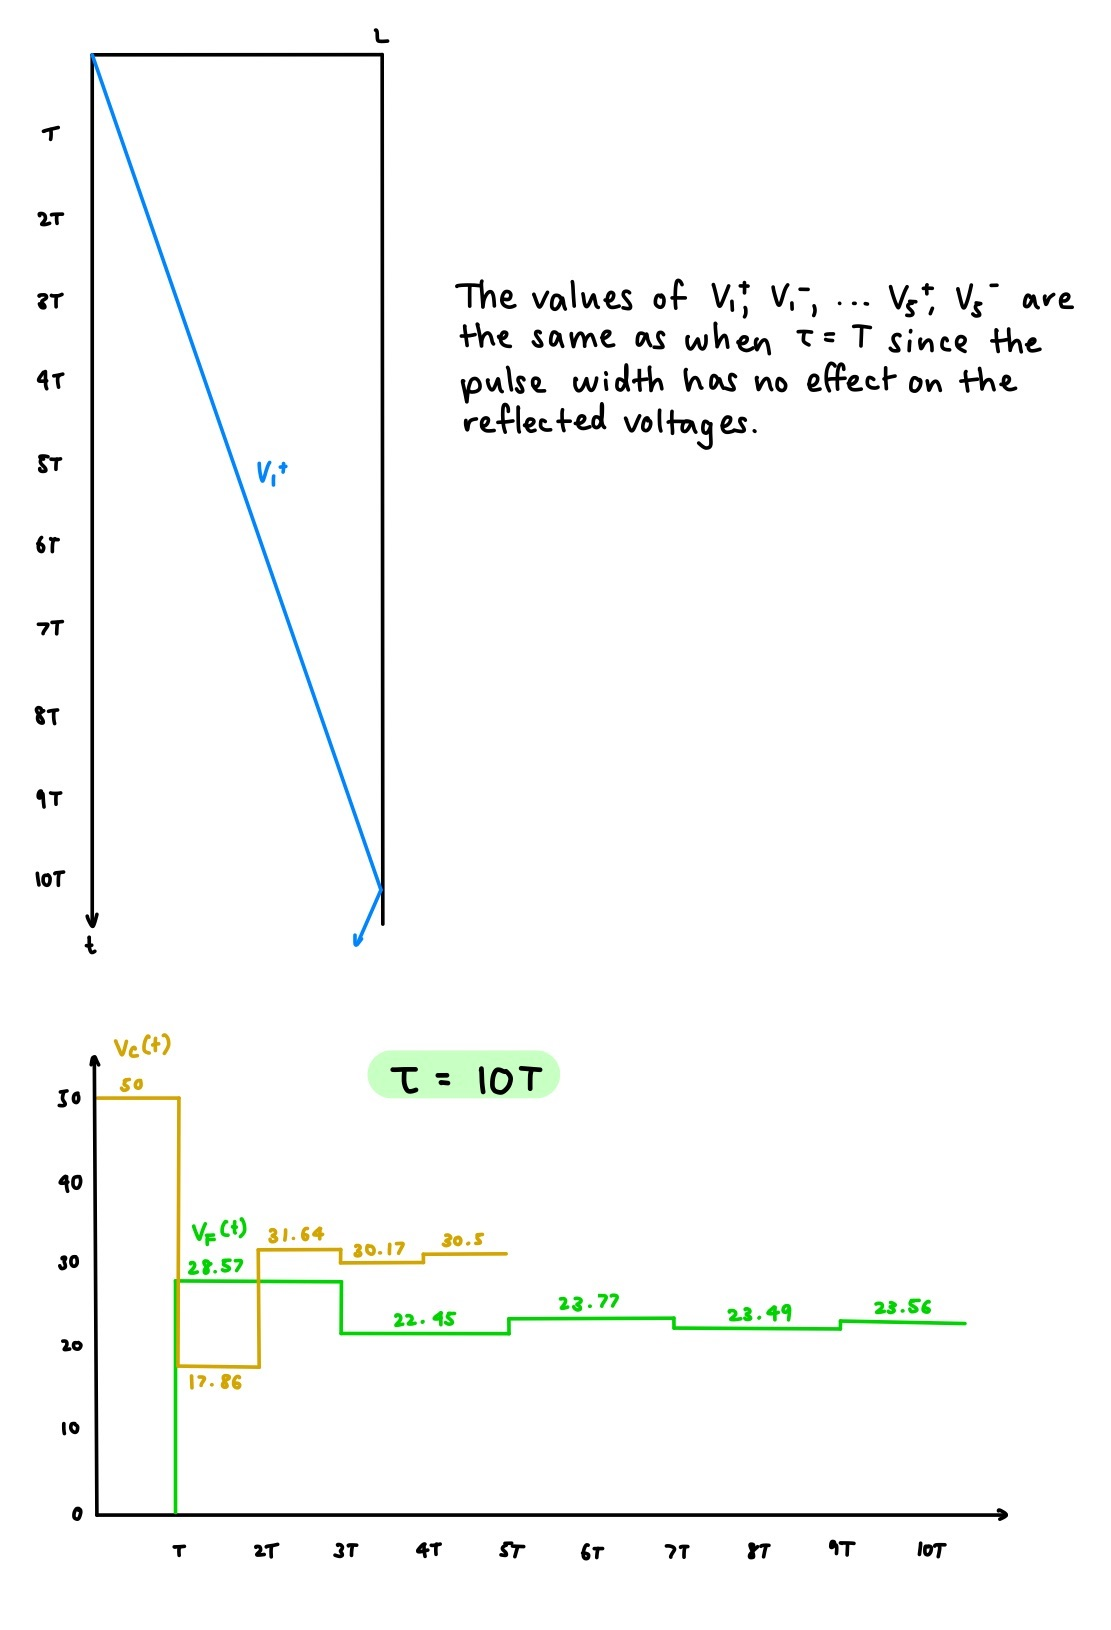 L
T
2T
3T
4T
5T
6T
7T
8T
9T
10T
t
V₁⁺
The values of V₁⁺, V₁⁻, ... V₅⁺, V₅⁻ are
the same as when τ = T since the
pulse width has no effect on the
reflected voltages.
Vc(t)
τ = 10T
50
50
40
VF(t)
31.64
30.17
30.5
30
28.57
22.45
23.77
23.49
23.56
20
17.86
10
0
T 2T 3T 4T 5T 6T 7T 8T 9T 10T